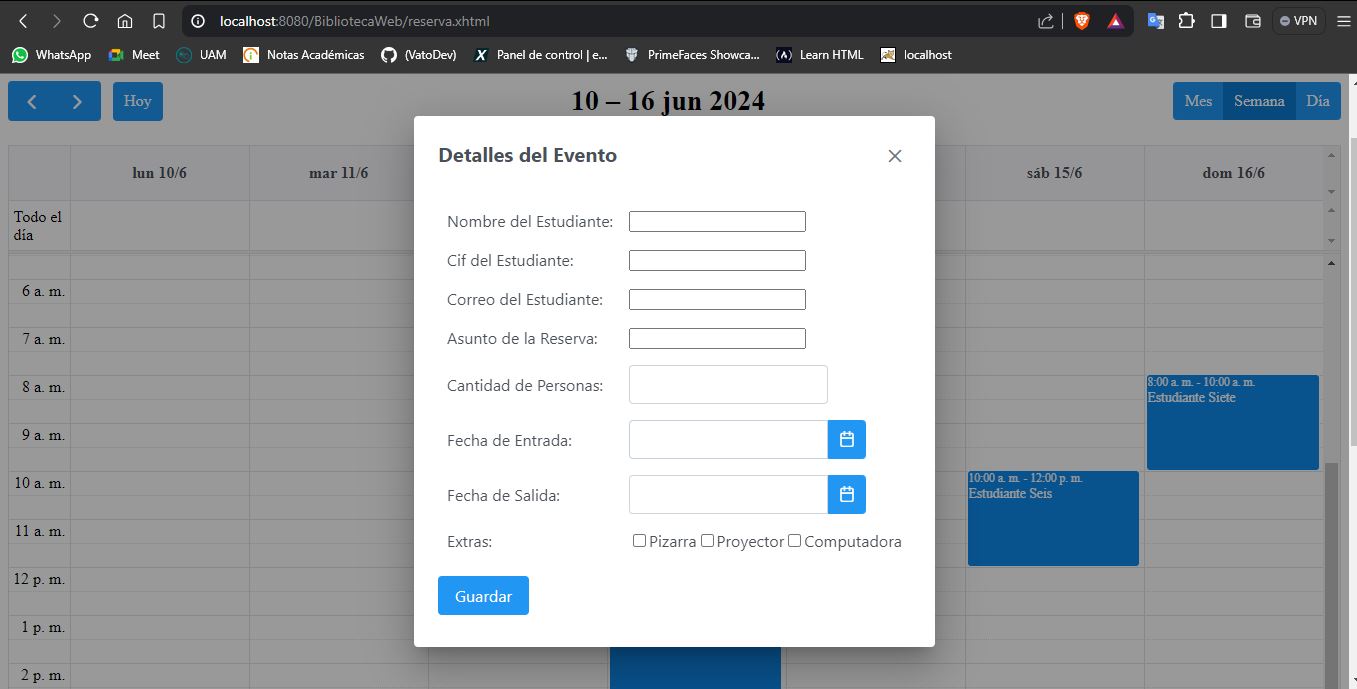 localhost:8080/BibliotecaWeb/reserva.xhtml
VPN
WhatsApp Meet UAM Notas Académicas (VatoDev) Panel de control | e... PrimeFaces Showca... Learn HTML localhost
Hoy
10 – 16 jun 2024
Mes Semana Día
lun 10/6 mar 11/6 sáb 15/6 dom 16/6
Todo el
día
6 a. m.
7 a. m.
8 a. m.
9 a. m.
10 a. m.
11 a. m.
12 p. m.
1 p. m.
2 p. m.
Detalles del Evento
Nombre del Estudiante:
Cif del Estudiante:
Correo del Estudiante:
Asunto de la Reserva:
Cantidad de Personas:
Fecha de Entrada:
Fecha de Salida:
Extras: Pizarra Proyector Computadora
Guardar
8:00 a. m. - 10:00 a. m.
Estudiante Siete
10:00 a. m. - 12:00 p. m.
Estudiante Seis